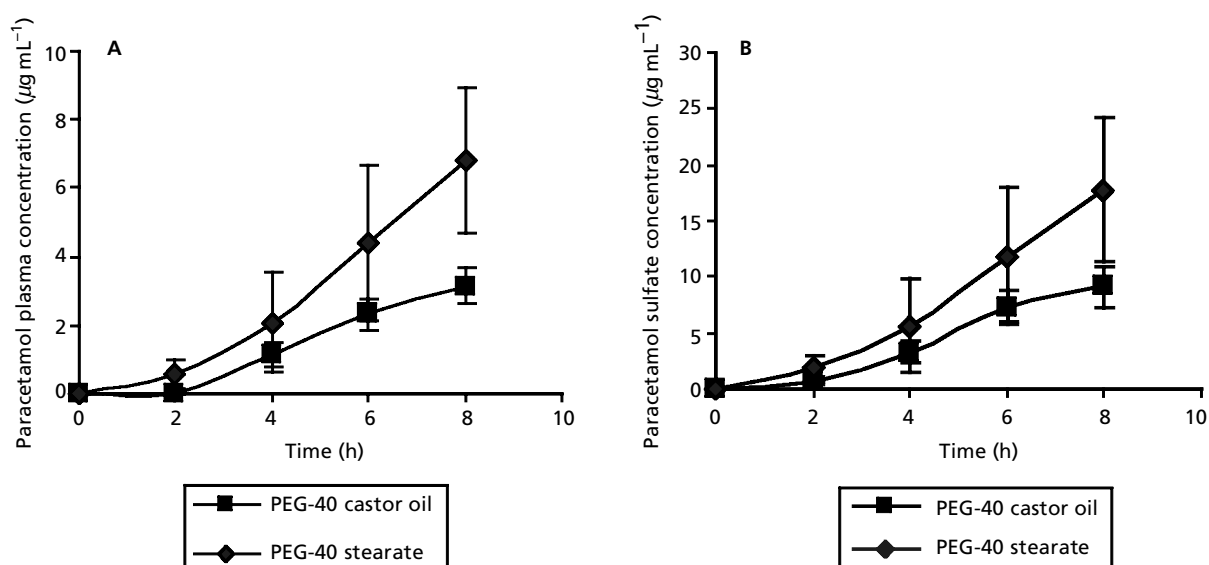 A
Paracetamol plasma concentration (μg mL⁻¹)
10
8
6
4
2
0
0 2 4 6 8 10
Time (h)
PEG-40 castor oil
PEG-40 stearate
B
Paracetamol sulfate concentration (μg mL⁻¹)
30
25
20
15
10
5
0
0 2 4 6 8 10
Time (h)
PEG-40 castor oil
PEG-40 stearate